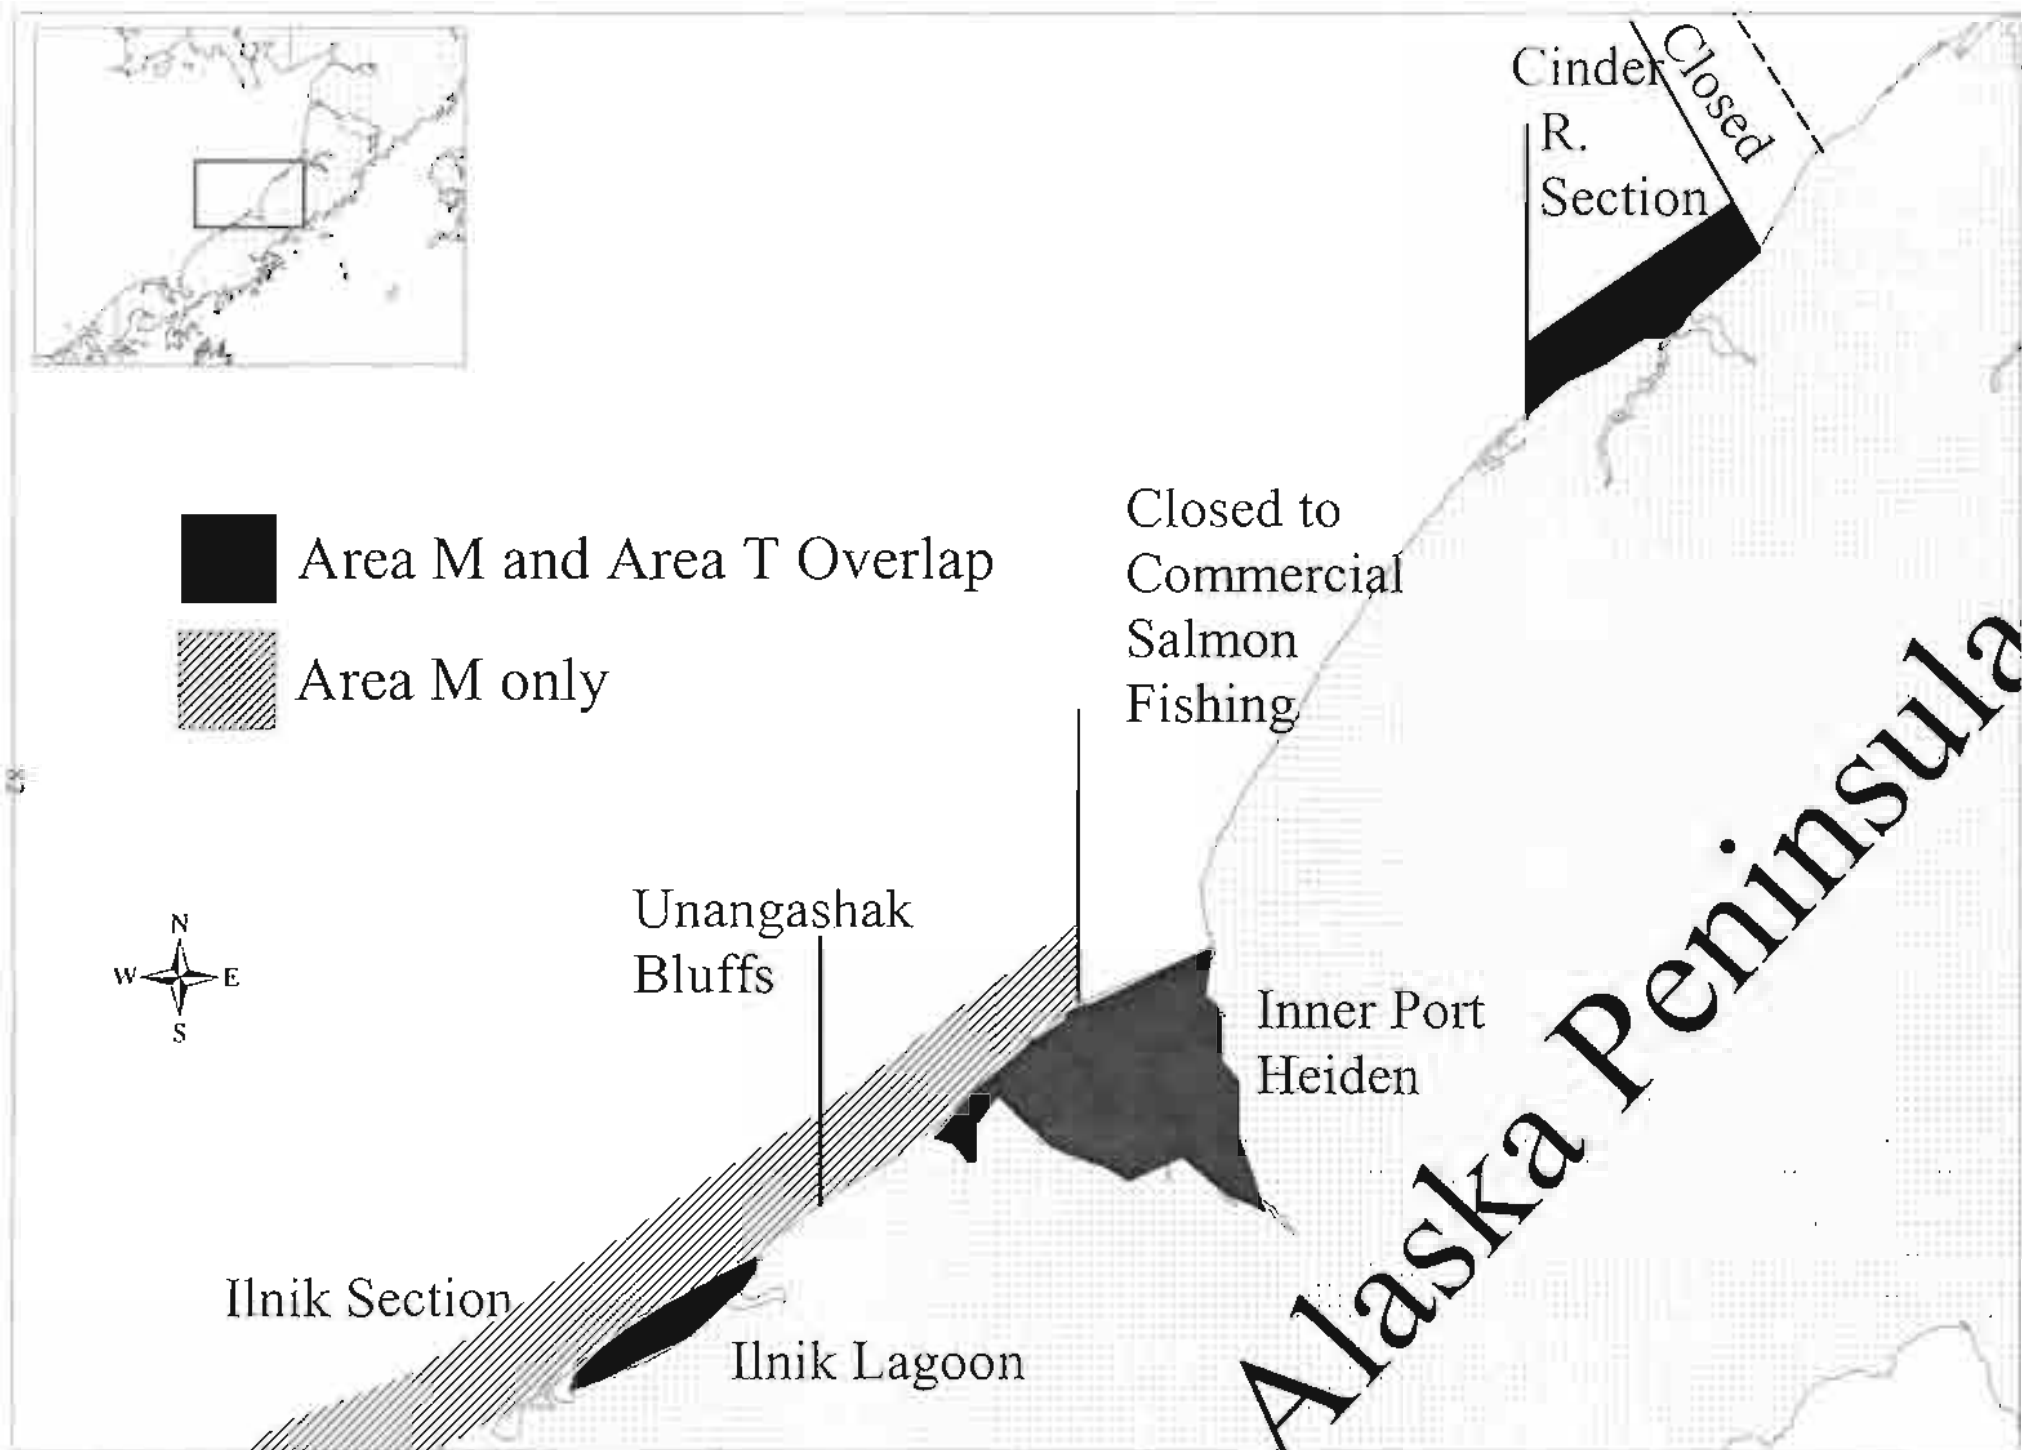 Cinder
R.
Section
Closed
Area M and Area T Overlap
Area M only
Closed to
Commercial
Salmon
Fishing
Unangashak
Bluffs
N
W E
S
Inner Port
Heiden
Ilnik Section
Ilnik Lagoon
Alaska Peninsula